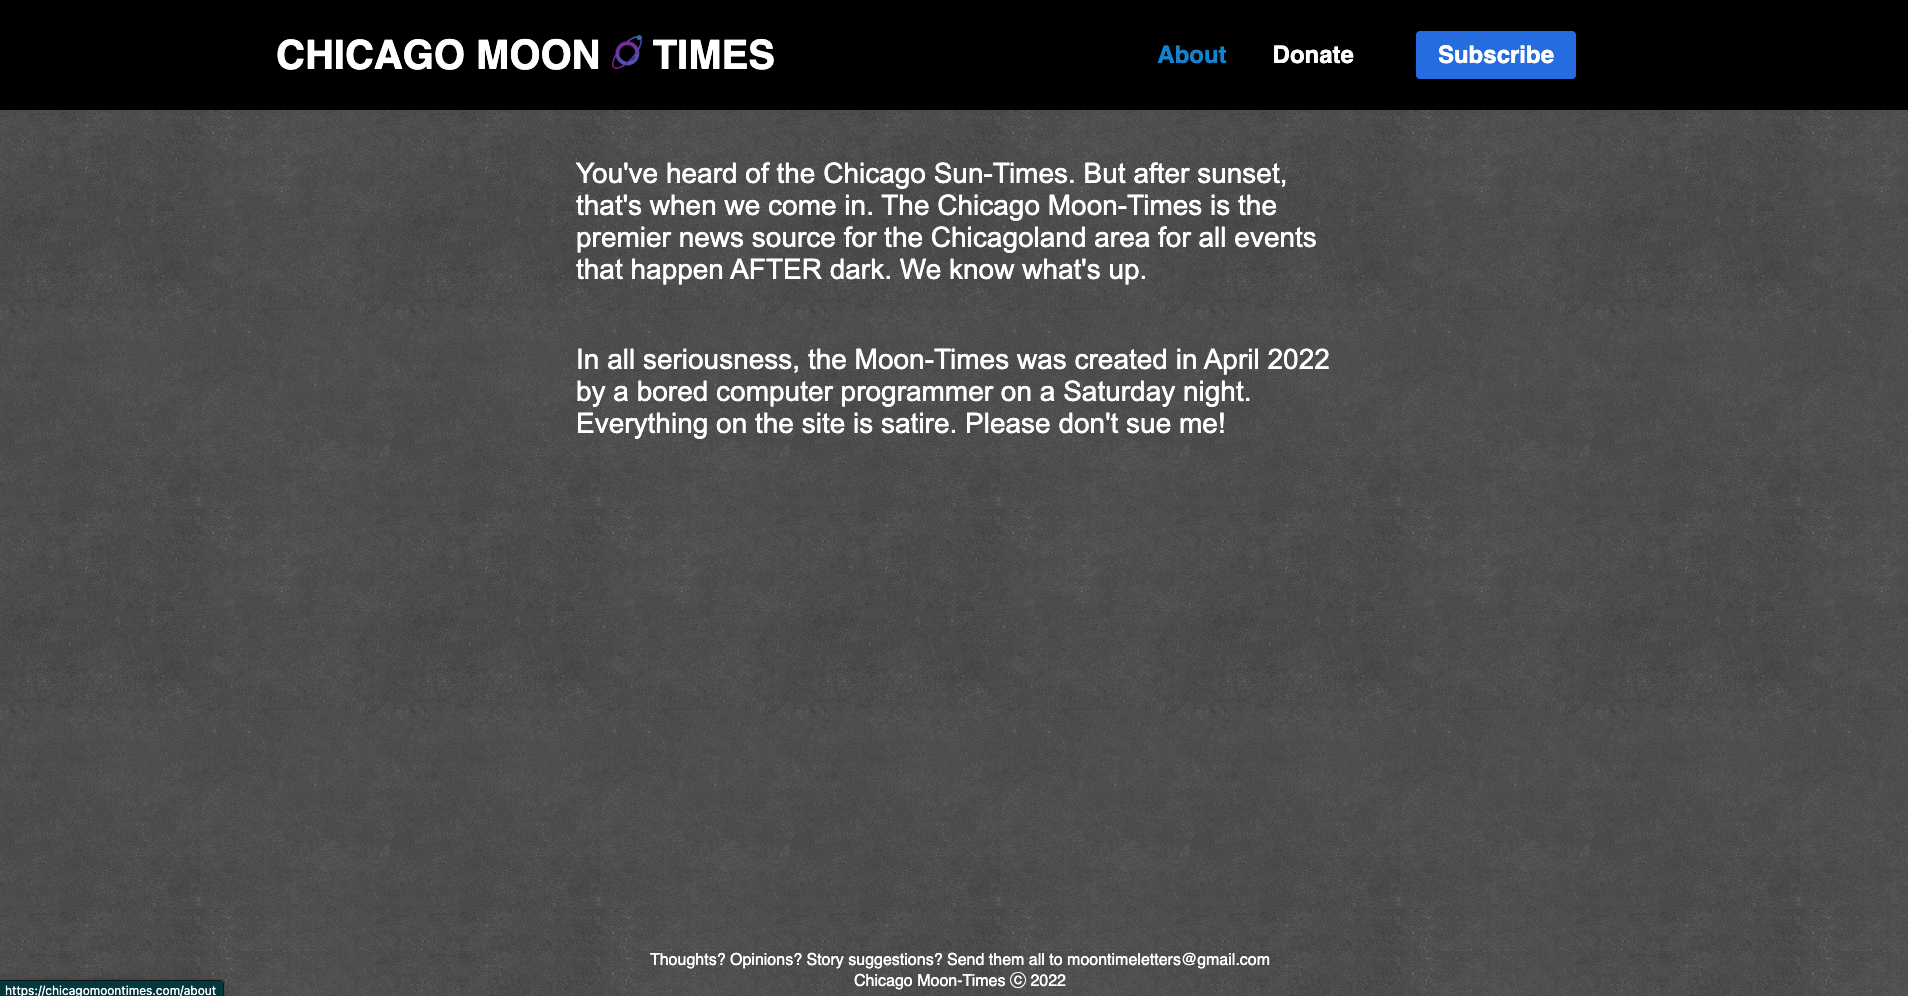 CHICAGO MOON TIMES
About Donate Subscribe
You've heard of the Chicago Sun-Times. But after sunset,
that's when we come in. The Chicago Moon-Times is the
premier news source for the Chicagoland area for all events
that happen AFTER dark. We know what's up.
In all seriousness, the Moon-Times was created in April 2022
by a bored computer programmer on a Saturday night.
Everything on the site is satire. Please don't sue me!
Thoughts? Opinions? Story suggestions? Send them all to moontimeletters@gmail.com
Chicago Moon-Times ⓒ 2022
https://chicagomoontimes.com/about